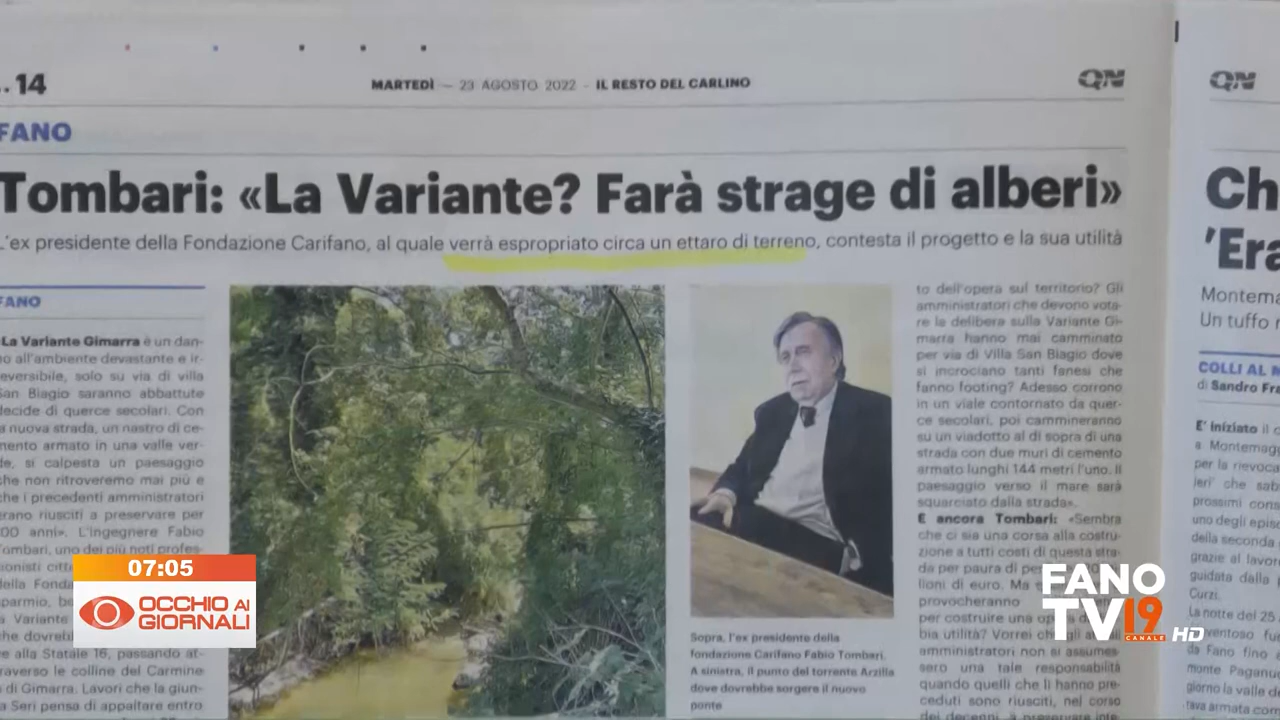 14
MARTEDÌ — 23 AGOSTO 2022 – IL RESTO DEL CARLINO
QN
QN
FANO
Tombari: «La Variante? Farà strage di alberi»
L'ex presidente della Fondazione Carifano, al quale verrà espropriato circa un ettaro di terreno, contesta il progetto e la sua utilità
FANO
La Variante Gimarra è un dan-
no all'ambiente devastante e ir-
reversibile, solo su via di villa
San Biagio saranno abbattute
decide di querce secolari. Con
a nuova strada, un nastro di ce-
mento armato in una valle ver-
de, si calpesta un paesaggio
che non ritroveremo mai più e
che i precedenti amministratori
erano riusciti a preservare per
00 anni». L'ingegnere Fabio
Tombari, uno dei più noti profes-
sionisti
della
Variante
che
e alla Statale 16, passando at-
traverso le colline del Carmine
di Gimarra. Lavori che la giun-
a Seri pensa di appaltare entro
Sopra, l'ex presidente della
fondazione Carifano Fabio Tombari.
A sinistra, il punto del torrente Arzilla
dove dovrebbe sorgere il nuovo
ponte
to dell'opera sul territorio? Gli
amministratori che devono vota-
re la delibera sulla Variante Gi-
marra hanno mai camminato
per via di Villa San Biagio dove
si incrociano tanti fanesi che
fanno footing? Adesso corrono
in un viale contornato da quer-
ce secolari, poi cammineranno
su un viadotto al di sopra di una
strada con due muri di cemento
armato lunghi 144 metri l'uno. Il
paesaggio verso il mare sarà
squarciato dalla strada».
E ancora Tombari: «Sembra
che ci sia una corsa alla costru-
zione a tutti costi di questa stra-
da per paura di
lioni di euro. Ma
provocheranno
per costruire una
bia utilità? Vorrei
amministratori non si assumes-
sero una tale responsabilità
quando quelli che li hanno pre-
ceduti sono riusciti, nel corso
dei decenni, a preservare
Ch
'Era
Montema
Un tuffo
COLLI AL M
di Sandro Fra
E' iniziato il c
a Montemagg
per la rievoca
ieri' che sab
prossimi cons
uno degli episo
della seconda
grazie al lavor
guidata dalla
Curzi.
La notte del 25
da Fano fino a
monte Paganuc
giorno la valle de
tava armata com
07:05
OCCHIO AI
GIORNALI
FANO
TV19
CANALE
HD